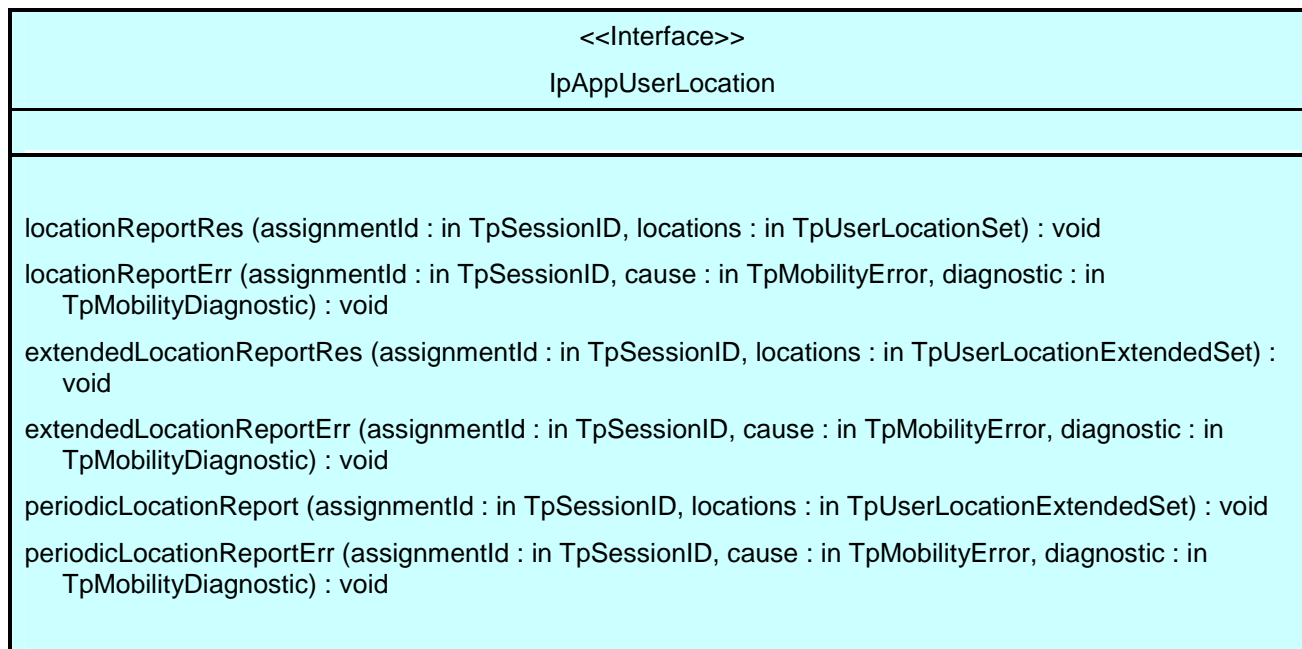 <<Interface>>
IpAppUserLocation
locationReportRes (assignmentId : in TpSessionID, locations : in TpUserLocationSet) : void
locationReportErr (assignmentId : in TpSessionID, cause : in TpMobilityError, diagnostic : in
TpMobilityDiagnostic) : void
extendedLocationReportRes (assignmentId : in TpSessionID, locations : in TpUserLocationExtendedSet) :
void
extendedLocationReportErr (assignmentId : in TpSessionID, cause : in TpMobilityError, diagnostic : in
TpMobilityDiagnostic) : void
periodicLocationReport (assignmentId : in TpSessionID, locations : in TpUserLocationExtendedSet) : void
periodicLocationReportErr (assignmentId : in TpSessionID, cause : in TpMobilityError, diagnostic : in
TpMobilityDiagnostic) : void